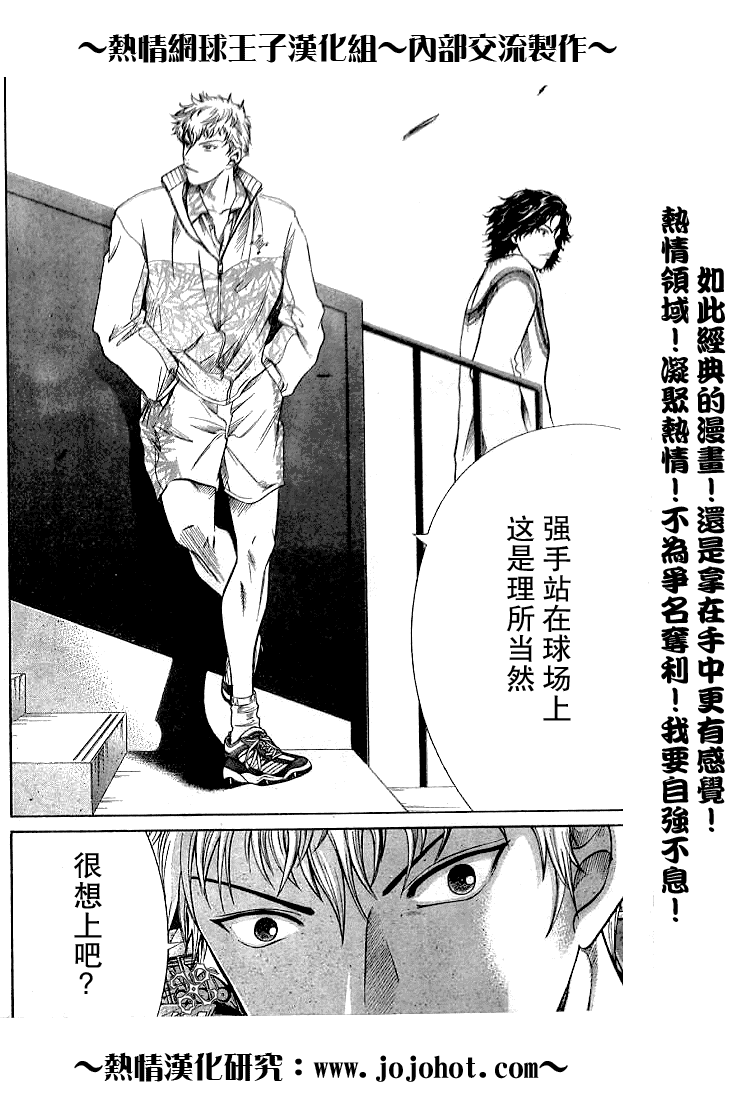 ～熱情網球王子漢化組～內部交流製作～
如此經典的漫畫！還是拿在手中更有感覺！
熱情領域！凝聚熱情！不為爭名奪利！我要自強不息！
强手站在球场上
这是理所当然
很想上吧？
～熱情漢化研究：www.jojohot.com～